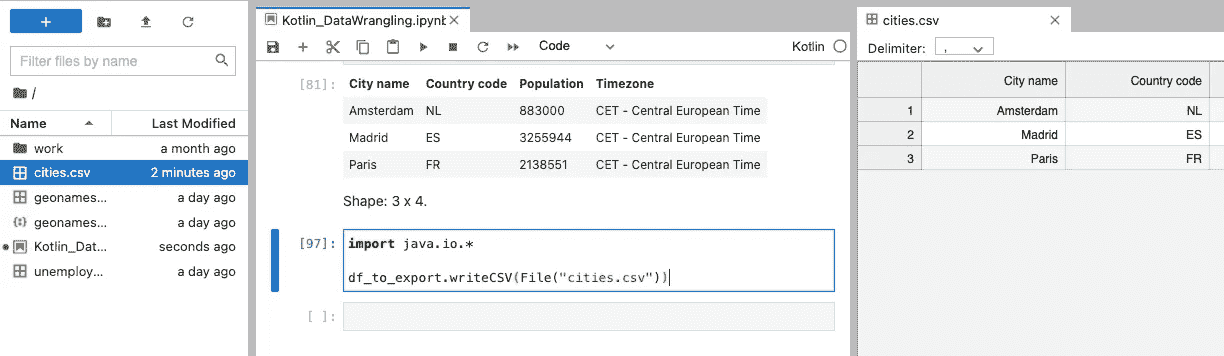 +
Filter files by name
/
Name Last Modified
work a month ago
cities.csv 2 minutes ago
geonames... a day ago
geonames... a day ago
Kotlin_Dat... seconds ago
unemploy... a day ago
Kotlin_DataWrangling.ipynb
Code Kotlin
[81]:
City name Country code Population Timezone
Amsterdam NL 883000 CET - Central European Time
Madrid ES 3255944 CET - Central European Time
Paris FR 2138551 CET - Central European Time
Shape: 3 x 4.
[97]: import java.io.*
df_to_export.writeCSV(File("cities.csv"))
[ ]:
cities.csv
Delimiter: ,
City name Country code
1 Amsterdam NL
2 Madrid ES
3 Paris FR